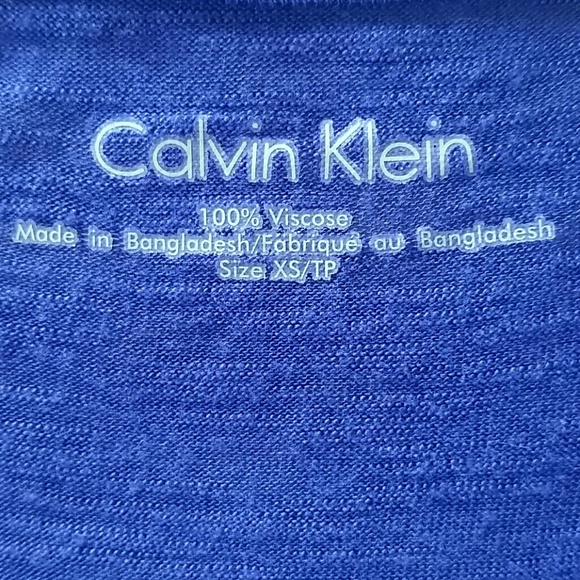 Calvin Klein
100% Viscose
Made in Bangladesh/Fabriqué au Bangladesh
Size XS/TP